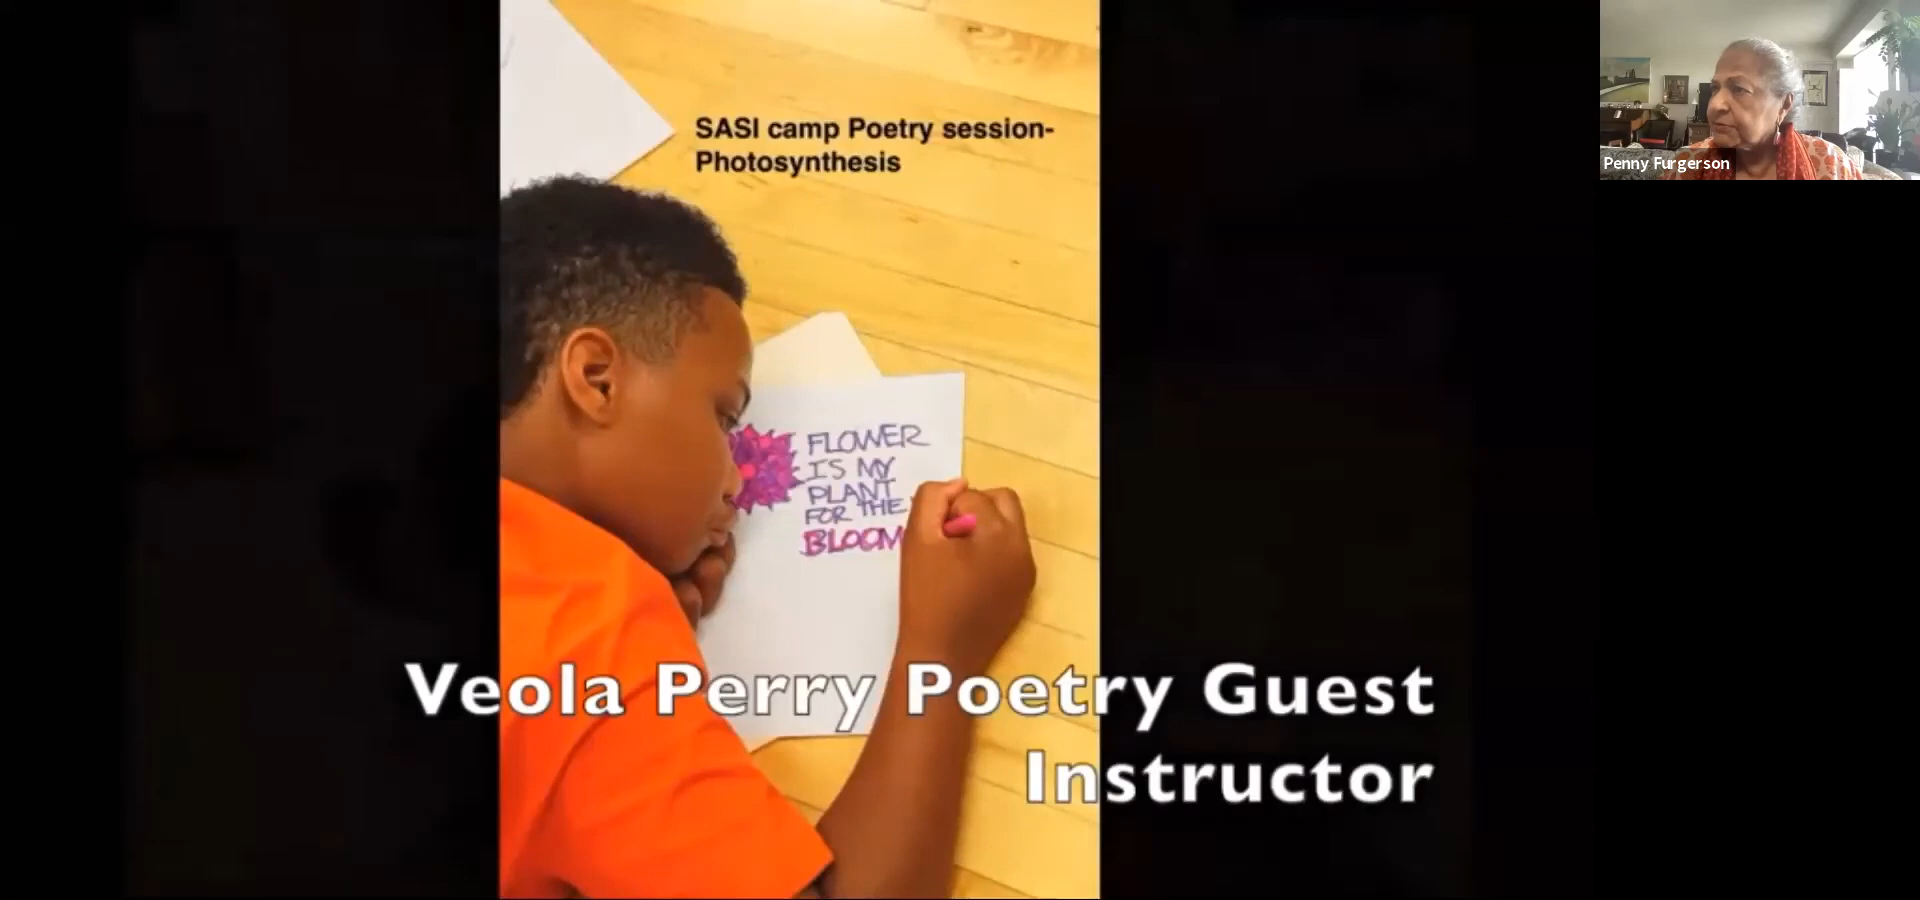 SASI camp Poetry session-
Photosynthesis
Penny Furgerson
FLOWER
IS MY
PLANT
FOR THE
BLOOM
Veola Perry Poetry Guest
Instructor